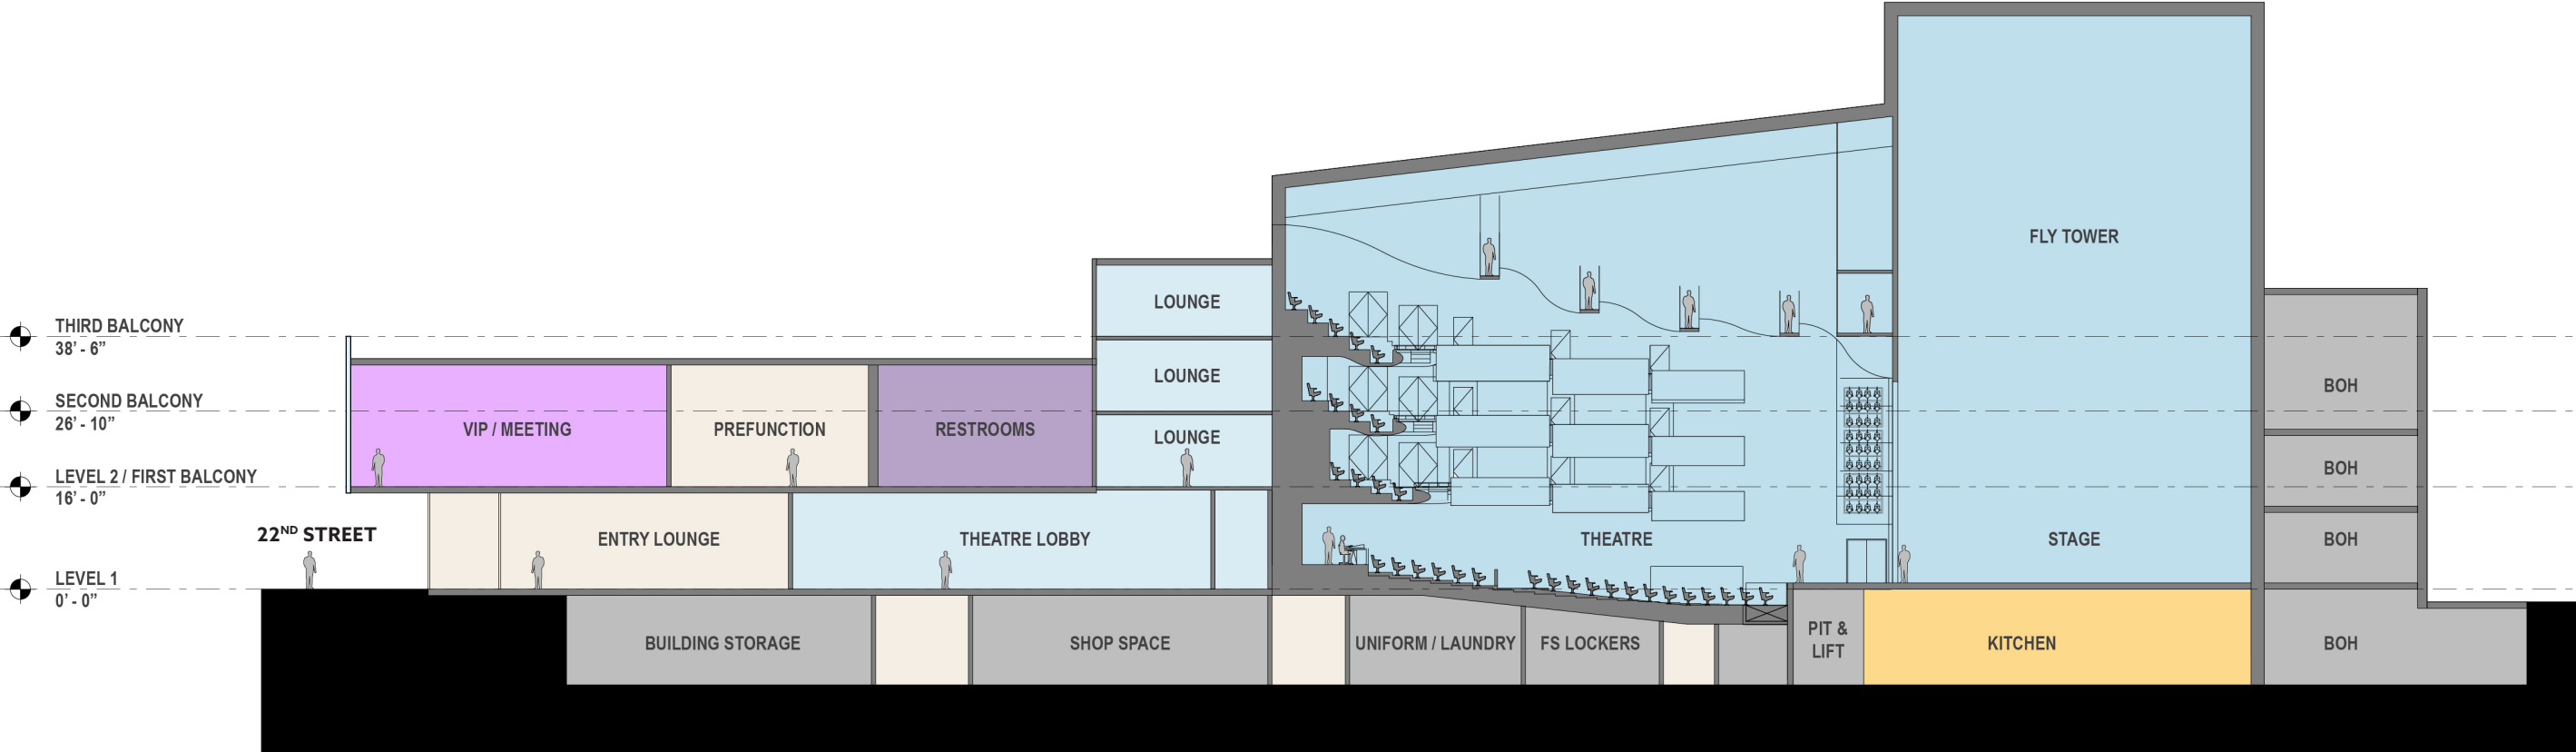 FLY TOWER
LOUNGE
THIRD BALCONY
38’ - 6”
LOUNGE
BOH
SECOND BALCONY
26’ - 10”
VIP / MEETING
PREFUNCTION
RESTROOMS
LOUNGE
BOH
LEVEL 2 / FIRST BALCONY
16’ - 0”
22ND STREET
ENTRY LOUNGE
THEATRE LOBBY
THEATRE
STAGE
BOH
LEVEL 1
0’ - 0”
BUILDING STORAGE
SHOP SPACE
UNIFORM / LAUNDRY
FS LOCKERS
PIT &
LIFT
KITCHEN
BOH